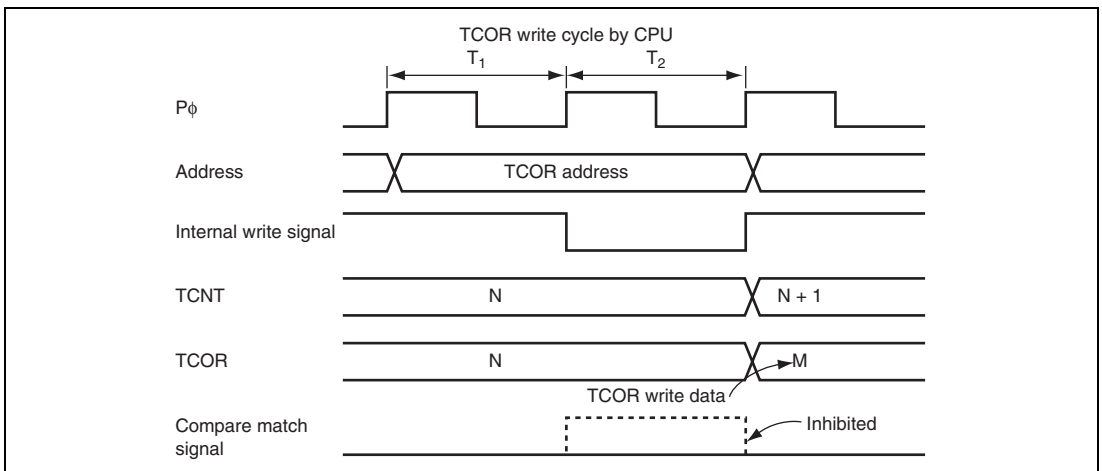 TCOR write cycle by CPU
T1 T2
Pϕ
Address TCOR address
Internal write signal
TCNT N N + 1
TCOR N M
TCOR write data
Compare match
signal
Inhibited